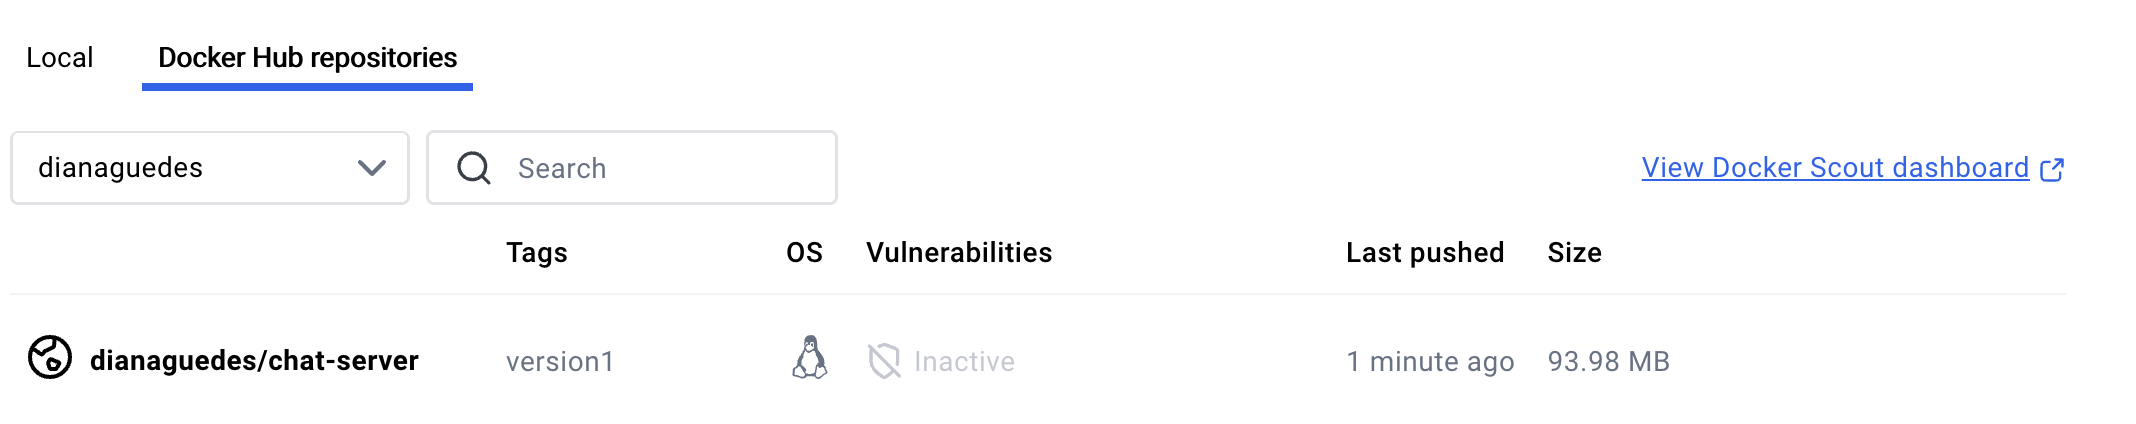 Local Docker Hub repositories
dianaguedes Search View Docker Scout dashboard
Tags OS Vulnerabilities Last pushed Size
dianaguedes/chat-server version1 Inactive 1 minute ago 93.98 MB